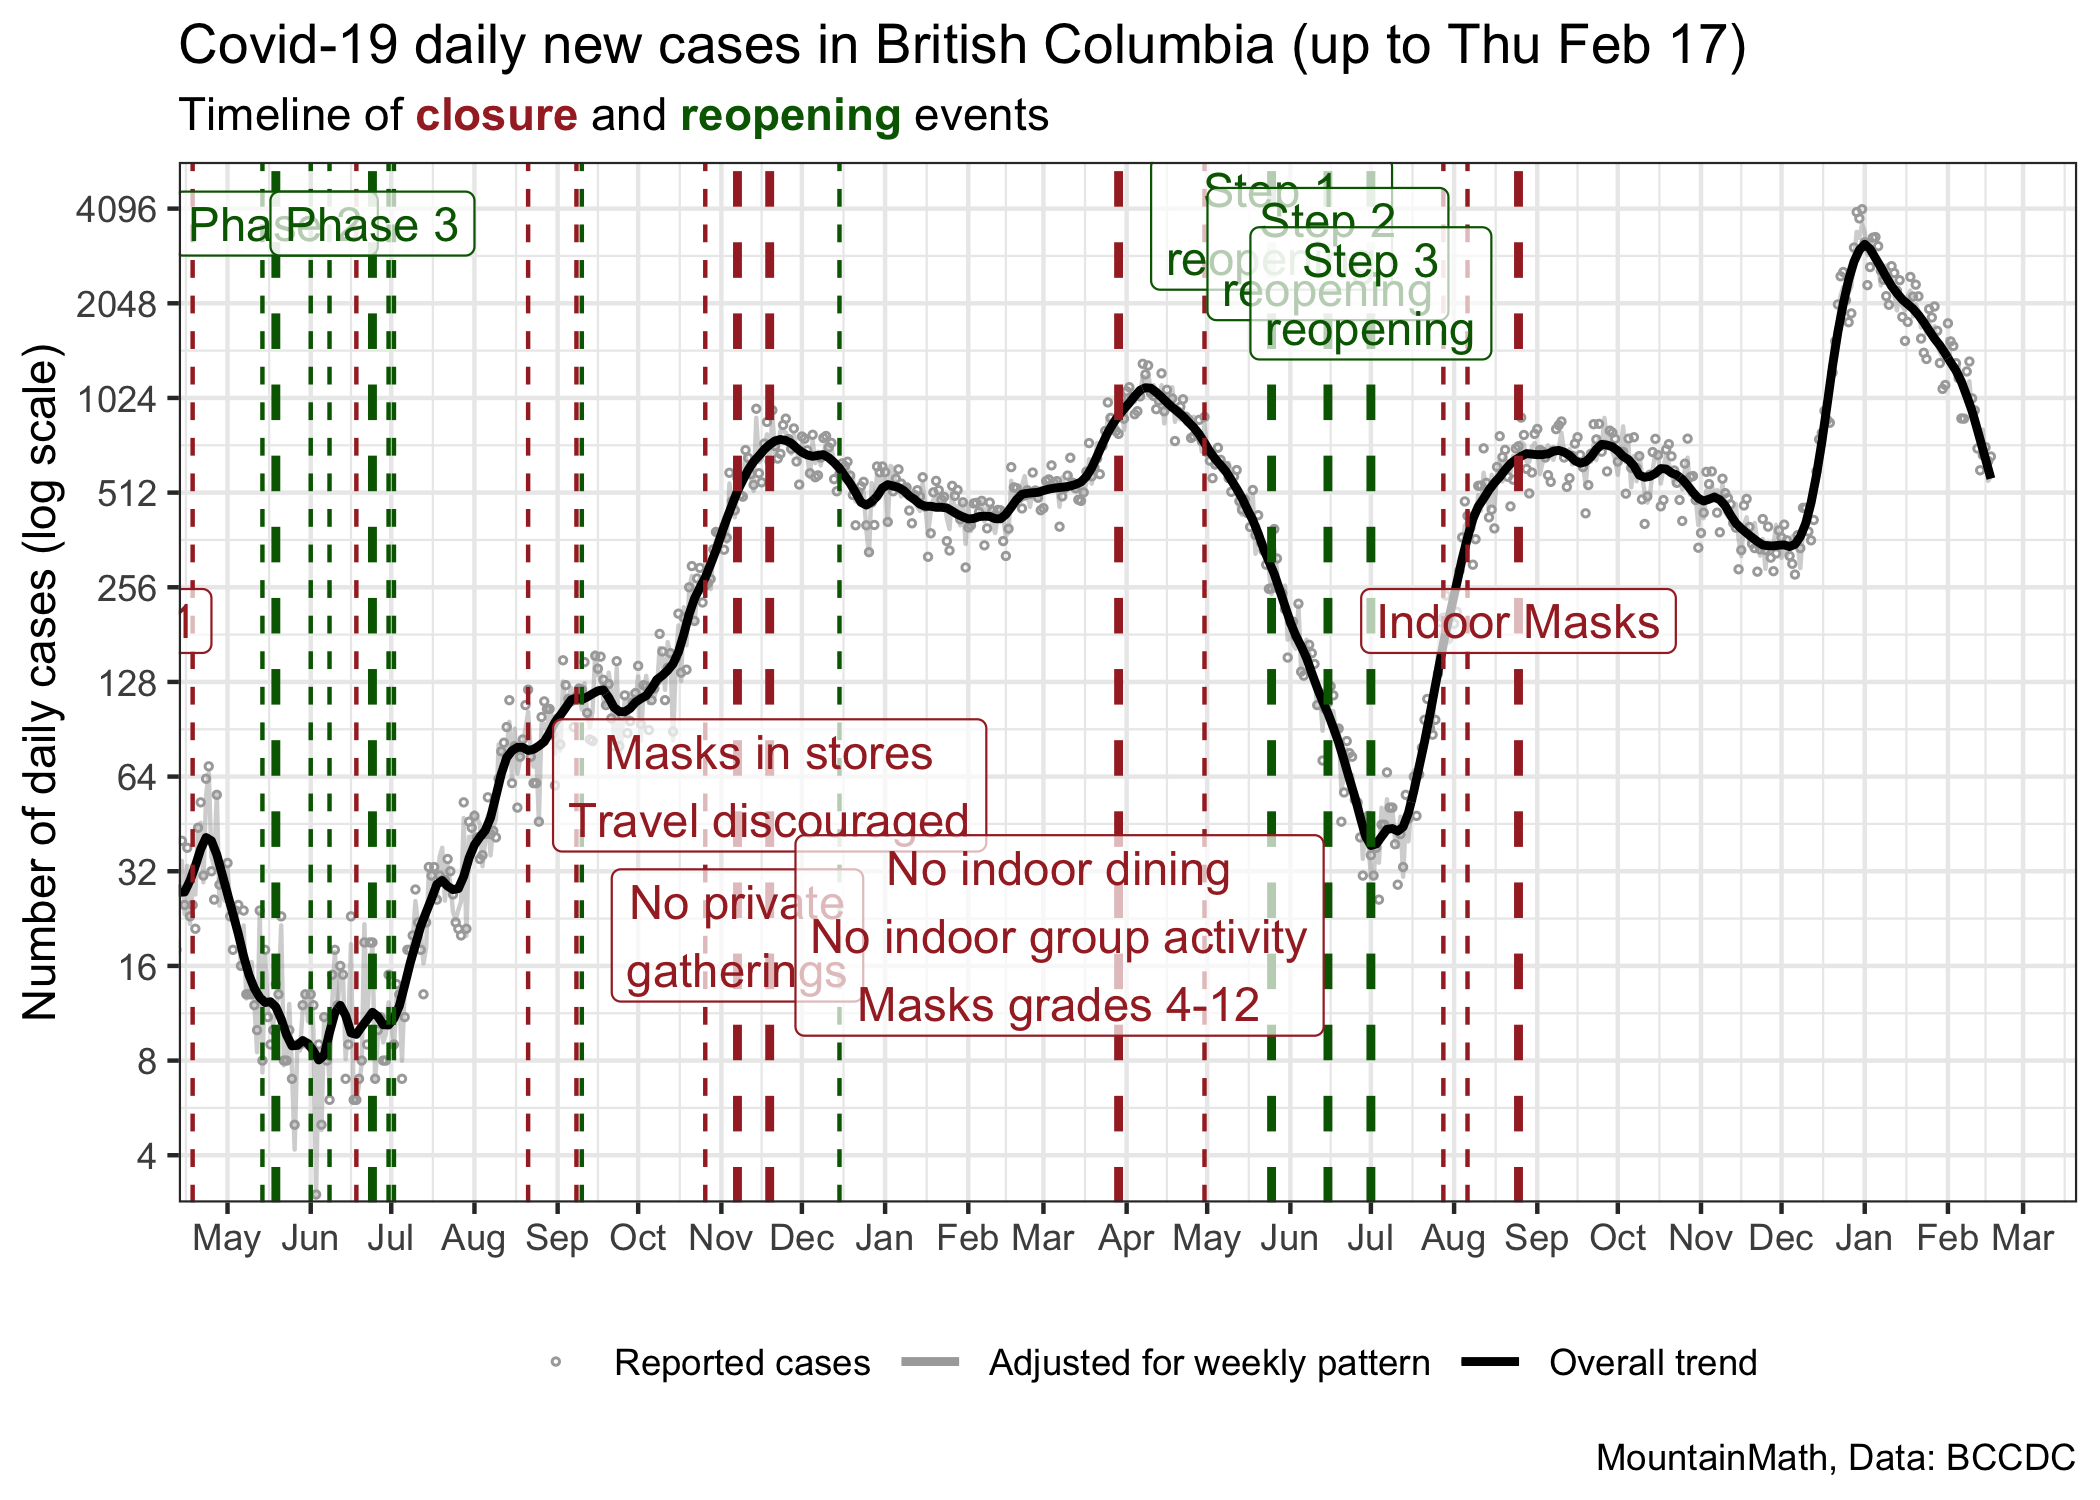 Covid-19 daily new cases in British Columbia (up to Thu Feb 17)
Timeline of closure and reopening events
Number of daily cases (log scale)
4096
2048
1024
512
256
128
64
32
16
8
4
Phase 2
Phase 3
1
Step 1
reopening
Step 2
reopening
Step 3
reopening
Indoor Masks
Masks in stores
Travel discouraged
No private
gatherings
No indoor dining
No indoor group activity
Masks grades 4-12
May Jun Jul Aug Sep Oct Nov Dec Jan Feb Mar Apr May Jun Jul Aug Sep Oct Nov Dec Jan Feb Mar
Reported cases Adjusted for weekly pattern Overall trend
MountainMath, Data: BCCDC